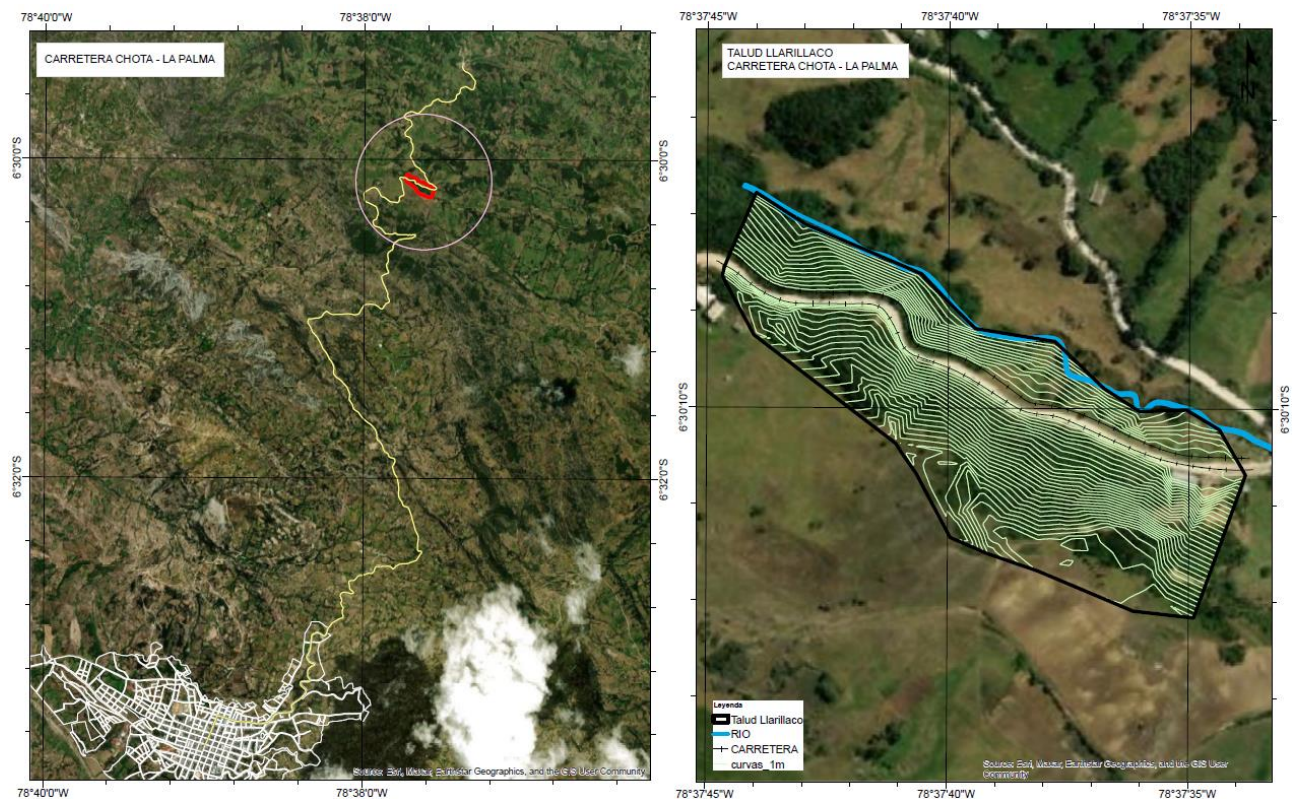 78°40'0"W
78°38'0"W
CARRETERA CHOTA - LA PALMA
6°30'0"S
6°30'0"S
6°32'0"S
6°32'0"S
Source: Esri, Maxar, Earthstar Geographics, and the GIS User Community
78°40'0"W
78°38'0"W
78°37'45"W
78°37'40"W
78°37'35"W
TALUD LLARILLACO
CARRETERA CHOTA - LA PALMA
N
6°30'10"S
6°30'10"S
Leyenda
Talud Llarillaco
RIO
CARRETERA
curvas_1m
Source: Esri, Maxar, Earthstar Geographics, and the GIS User
Community
78°37'45"W
78°37'40"W
78°37'35"W